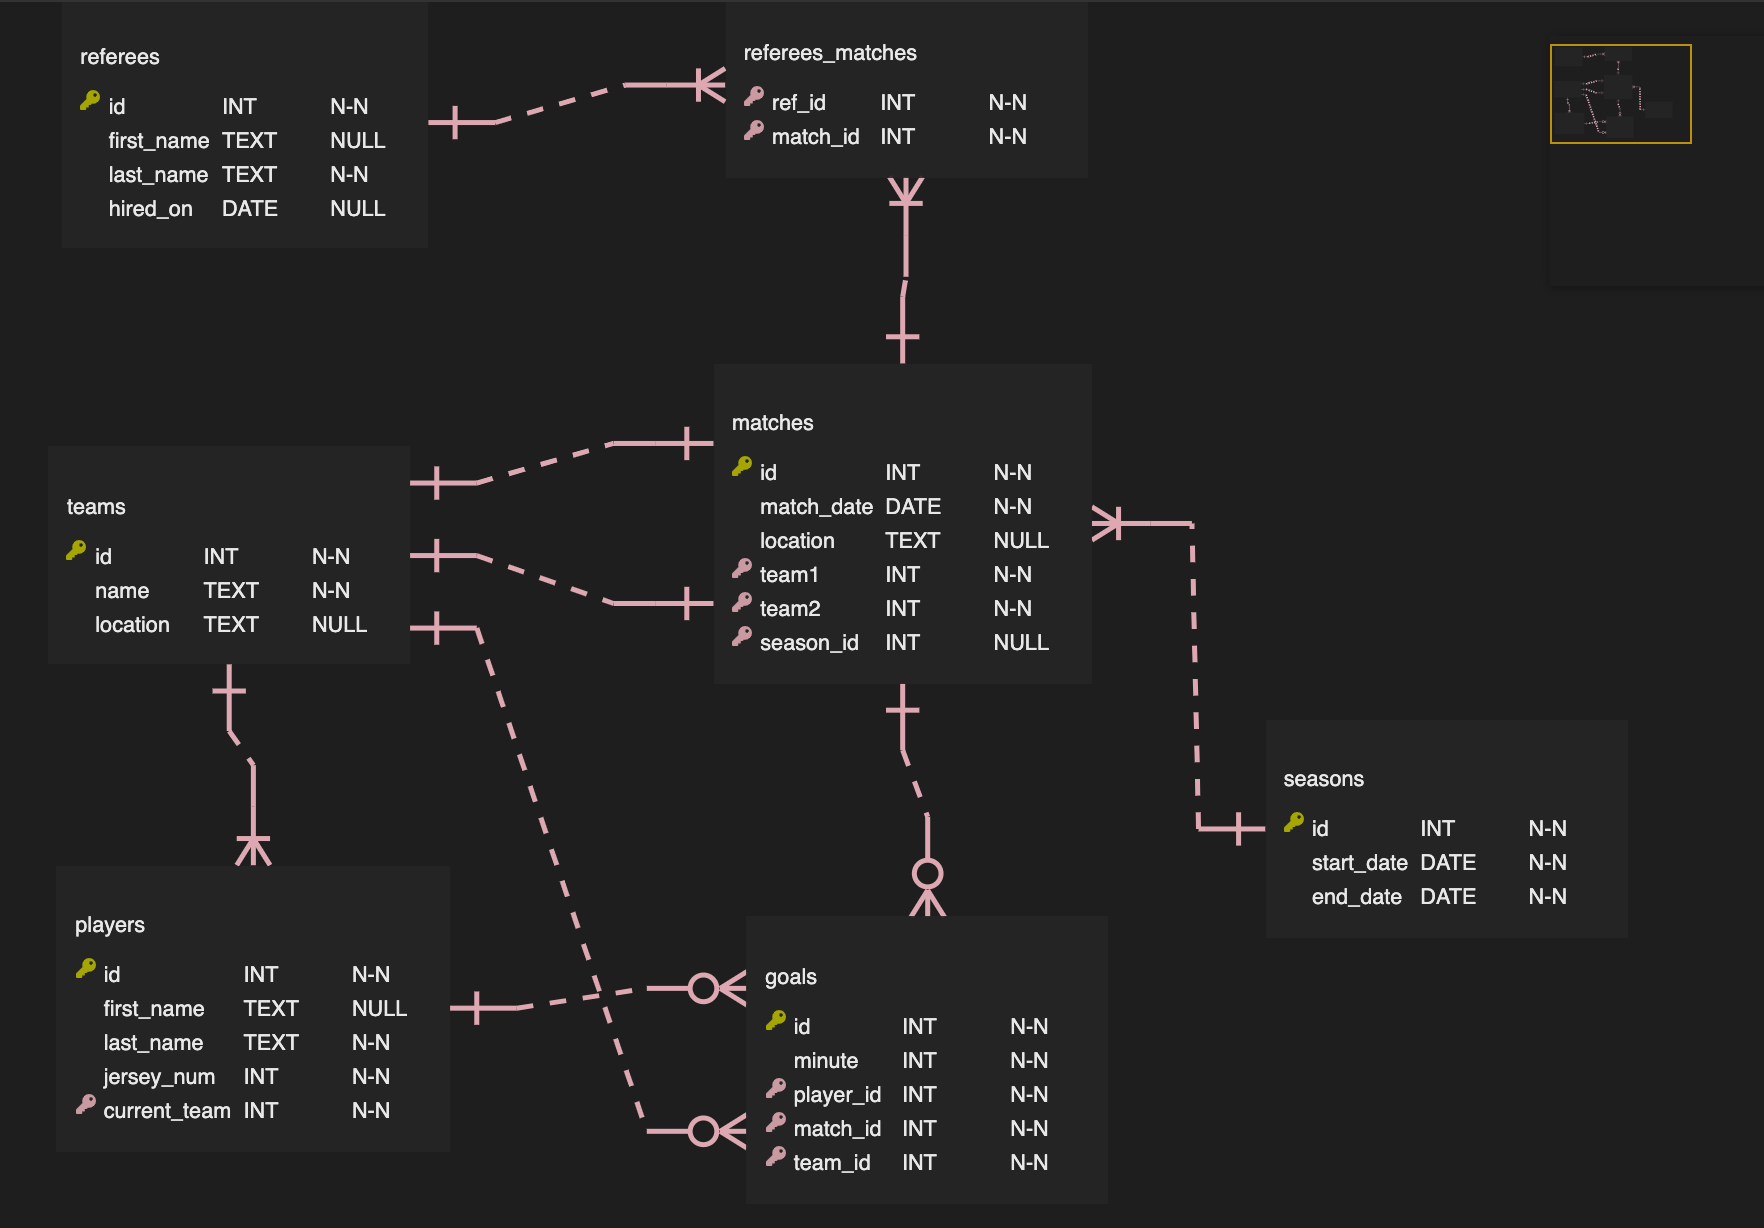 referees
id INT N-N
first_name TEXT NULL
last_name TEXT N-N
hired_on DATE NULL
referees_matches
ref_id INT N-N
match_id INT N-N
matches
id INT N-N
match_date DATE N-N
location TEXT NULL
team1 INT N-N
team2 INT N-N
season_id INT NULL
teams
id INT N-N
name TEXT N-N
location TEXT NULL
seasons
id INT N-N
start_date DATE N-N
end_date DATE N-N
players
id INT N-N
first_name TEXT NULL
last_name TEXT N-N
jersey_num INT N-N
current_team INT N-N
goals
id INT N-N
minute INT N-N
player_id INT N-N
match_id INT N-N
team_id INT N-N